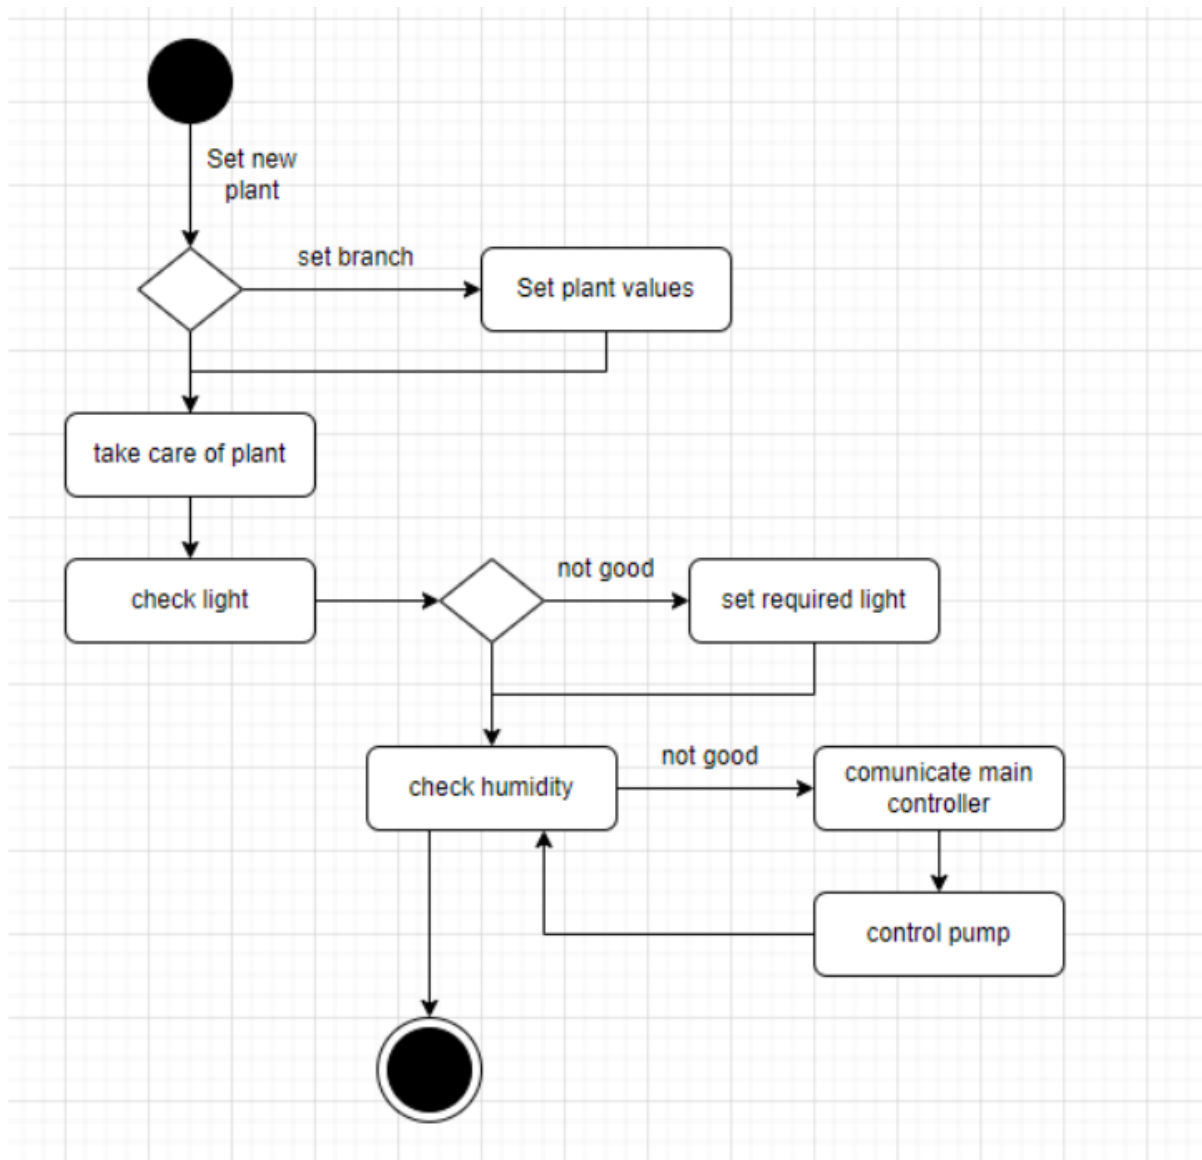 Set new
plant
set branch
Set plant values
take care of plant
check light
not good
set required light
check humidity
not good
comunicate main
controller
control pump